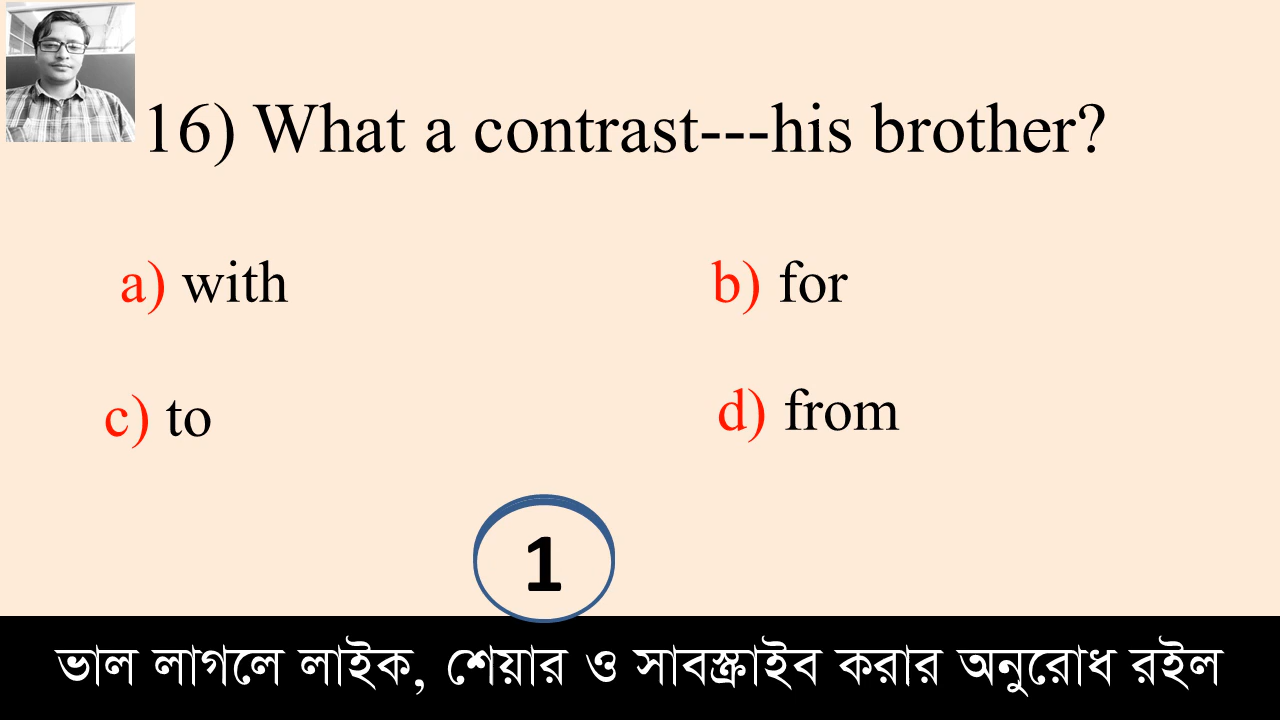 16) What a contrast---his brother?
a) with
b) for
c) to
d) from
1
ভাল লাগলে লাইক, শেয়ার ও সাবস্ক্রাইব করার অনুরোধ রইল